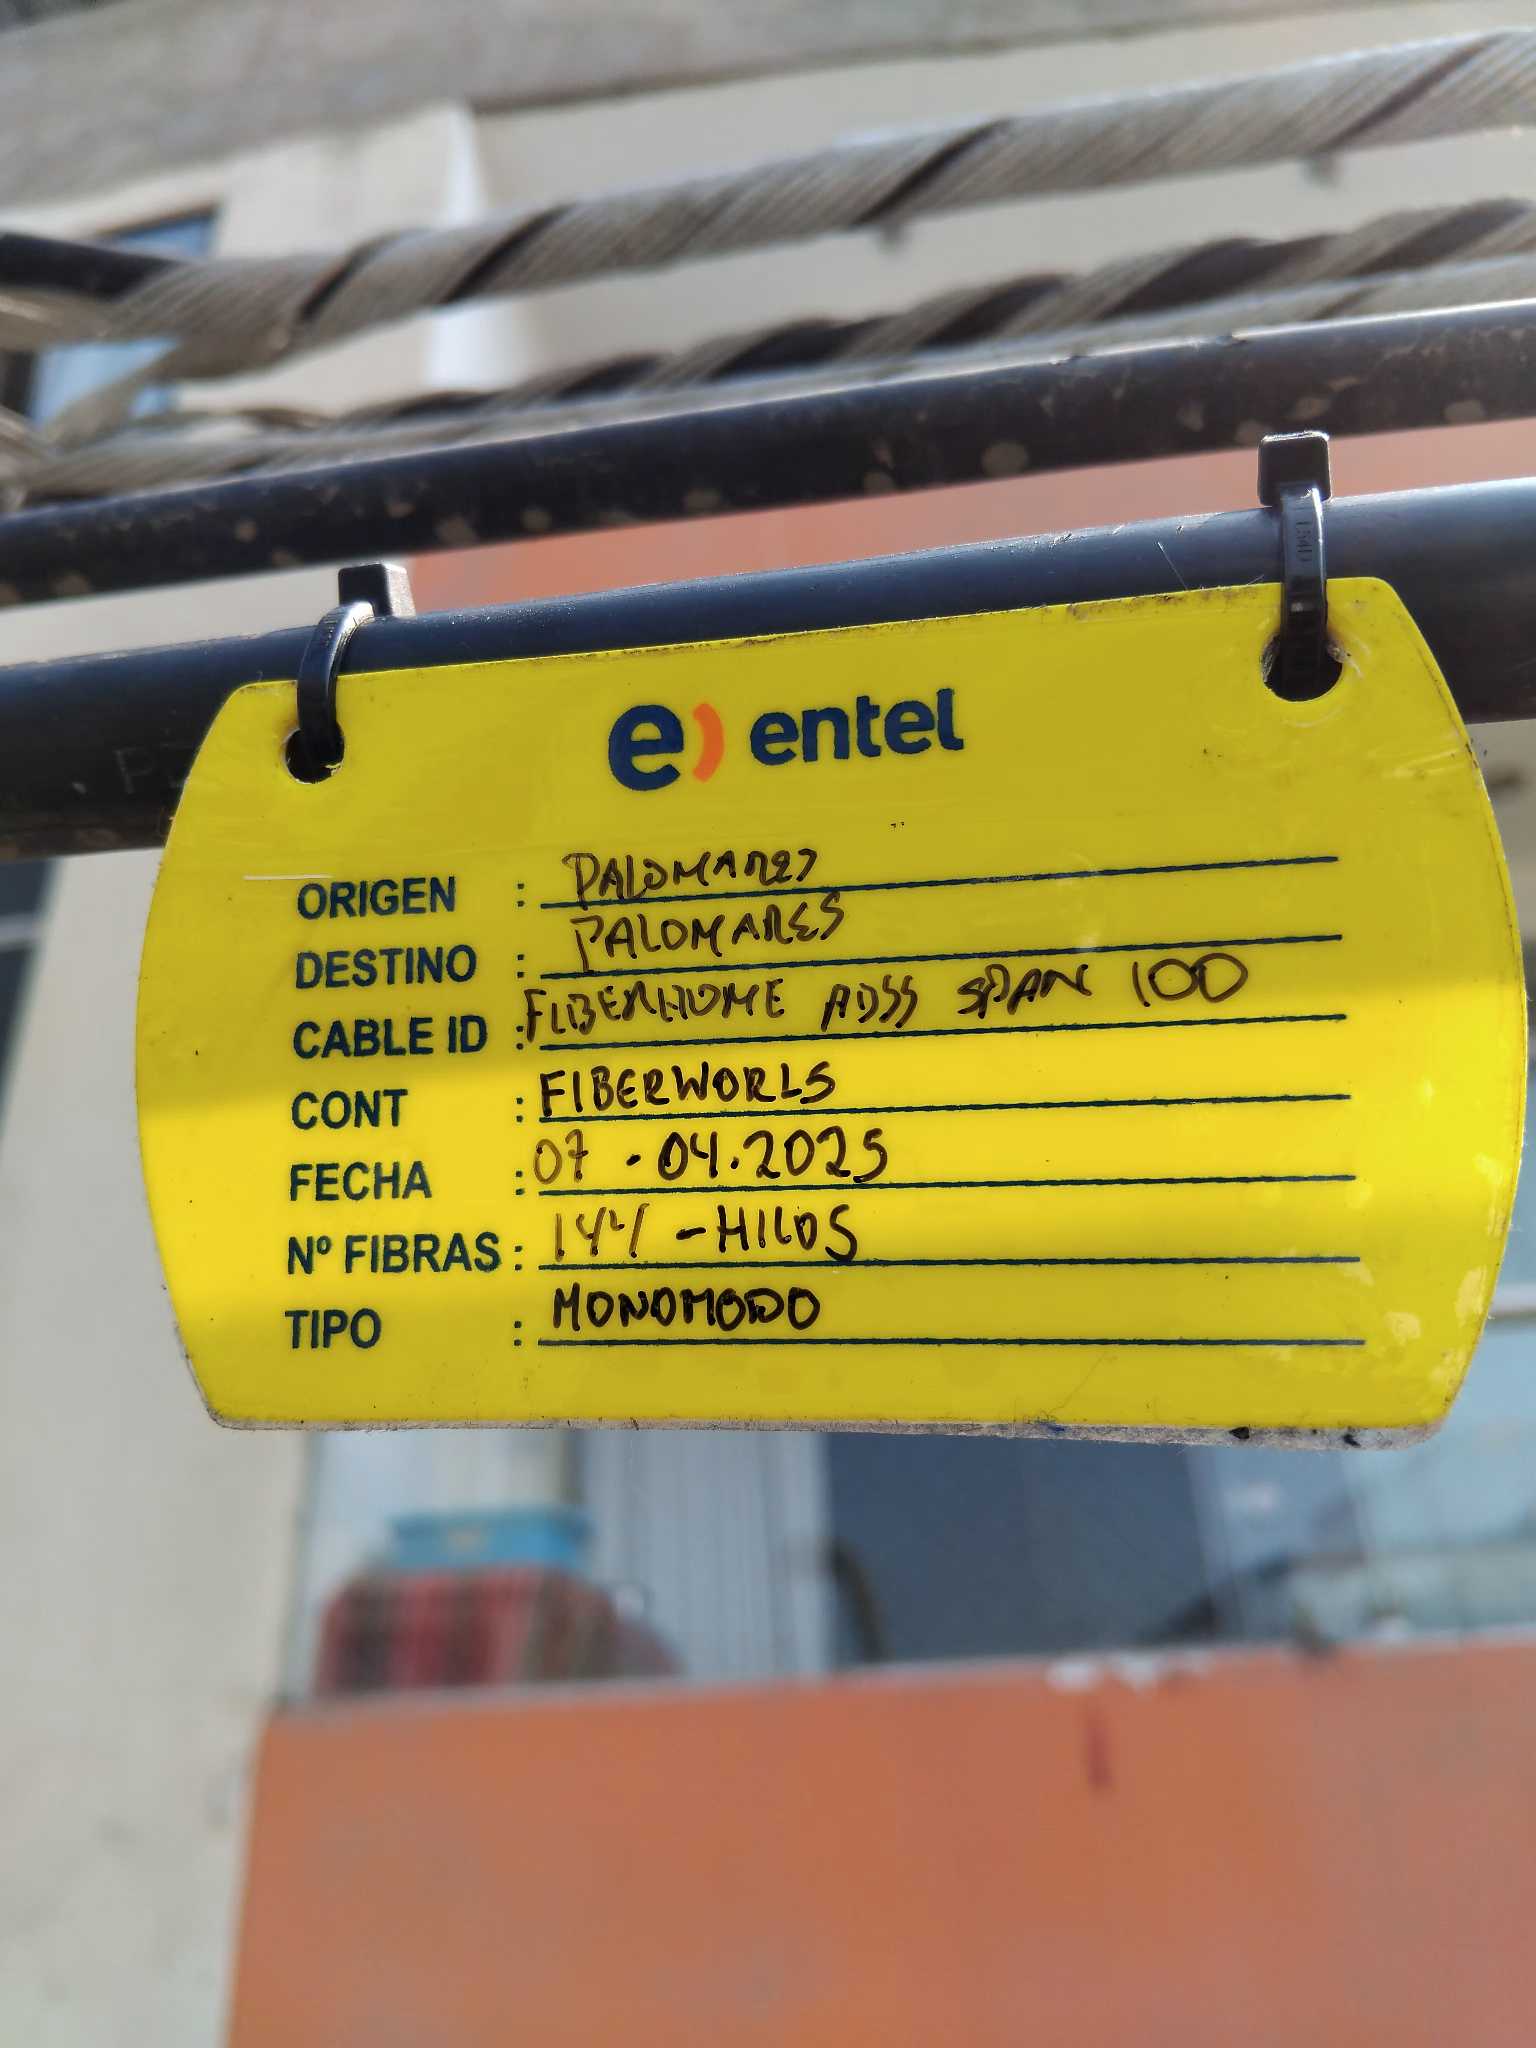 e) entel
ORIGEN : PALOMARES
DESTINO : PALOMARES
CABLE ID : FIBERHOME ADSS SPAN 100
CONT : FIBERWORLS
FECHA : 07.04.2025
Nº FIBRAS : 144 - HILOS
TIPO : MONOMODO